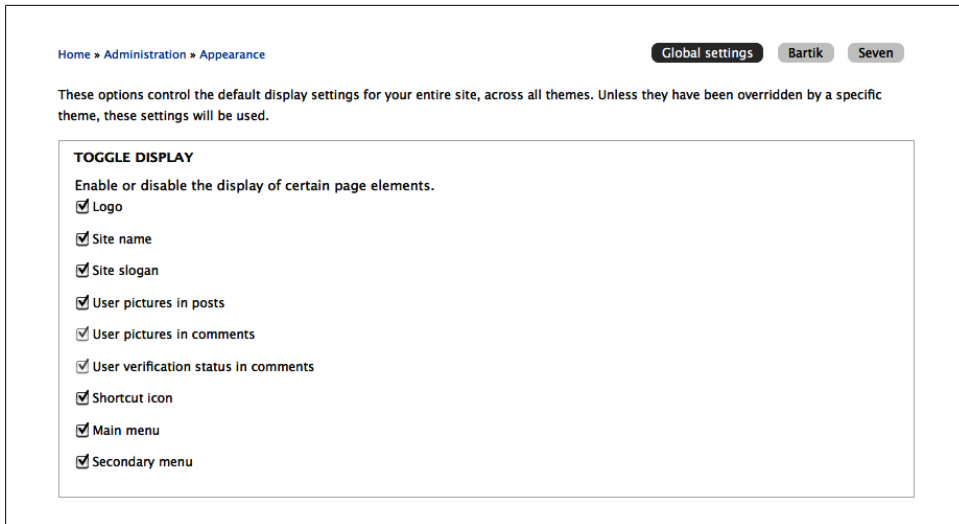 Home » Administration » Appearance
Global settings Bartik Seven
These options control the default display settings for your entire site, across all themes. Unless they have been overridden by a specific
theme, these settings will be used.
TOGGLE DISPLAY
Enable or disable the display of certain page elements.
Logo
Site name
Site slogan
User pictures in posts
User pictures in comments
User verification status in comments
Shortcut icon
Main menu
Secondary menu